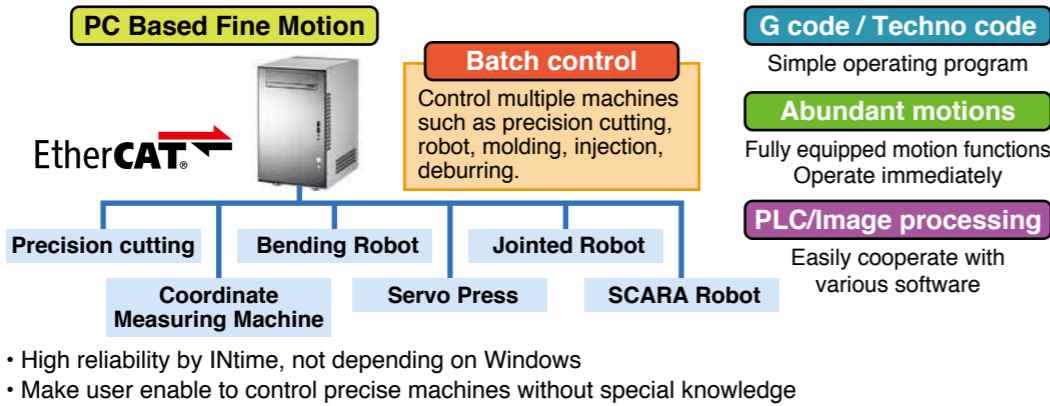 PC Based Fine Motion
EtherCAT®
Batch control
Control multiple machines
such as precision cutting,
robot, molding, injection,
deburring.
G code / Techno code
Simple operating program
Abundant motions
Fully equipped motion functions
Operate immediately
PLC/Image processing
Easily cooperate with
various software
Precision cutting
Bending Robot
Jointed Robot
Coordinate
Measuring Machine
Servo Press
SCARA Robot
• High reliability by INtime, not depending on Windows
• Make user enable to control precise machines without special knowledge